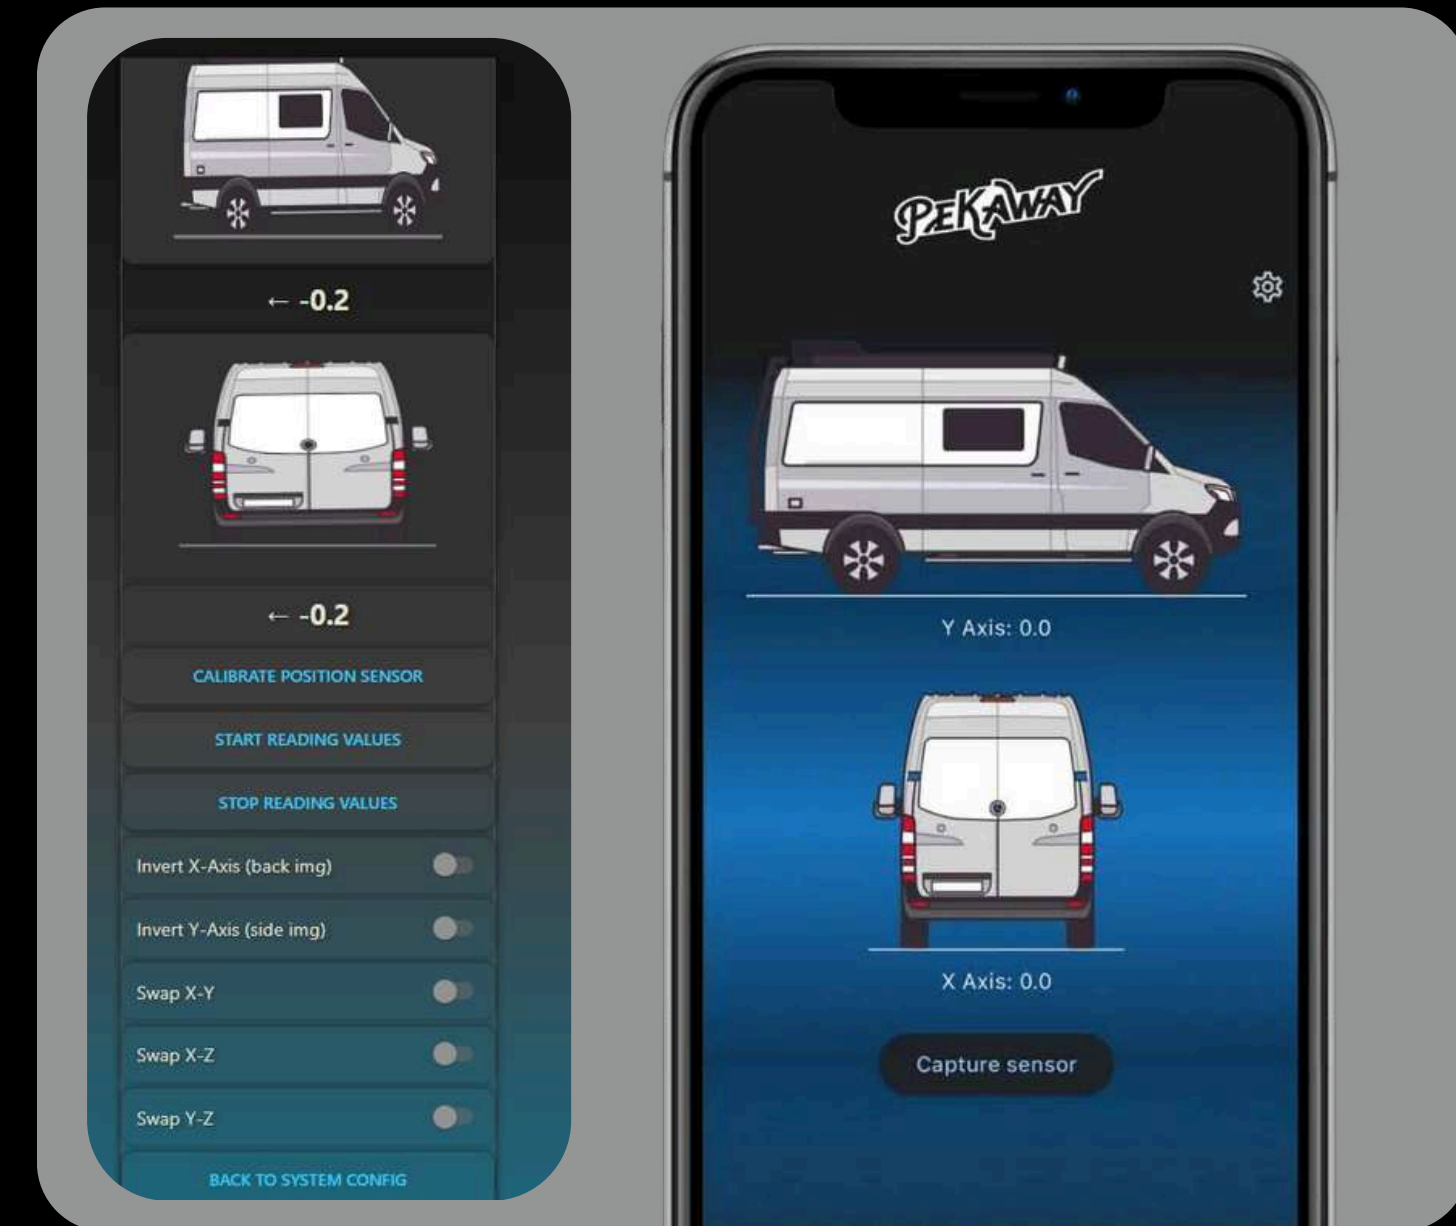 ← -0.2
← -0.2
CALIBRATE POSITION SENSOR
START READING VALUES
STOP READING VALUES
Invert X-Axis (back img)
Invert Y-Axis (side img)
Swap X-Y
Swap X-Z
Swap Y-Z
BACK TO SYSTEM CONFIG
PEKAWAY
Y Axis: 0.0
X Axis: 0.0
Capture sensor